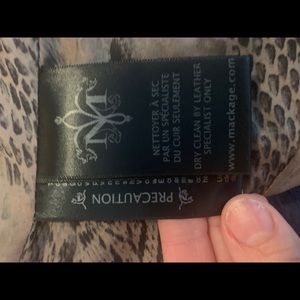 NETTOYER À SEC
PAR UN SPÉCIALISTE
DU CUIR SEULEMENT
DRY CLEAN BY LEATHER
SPECIALIST ONLY
www.mackage.com
PRECAUTION